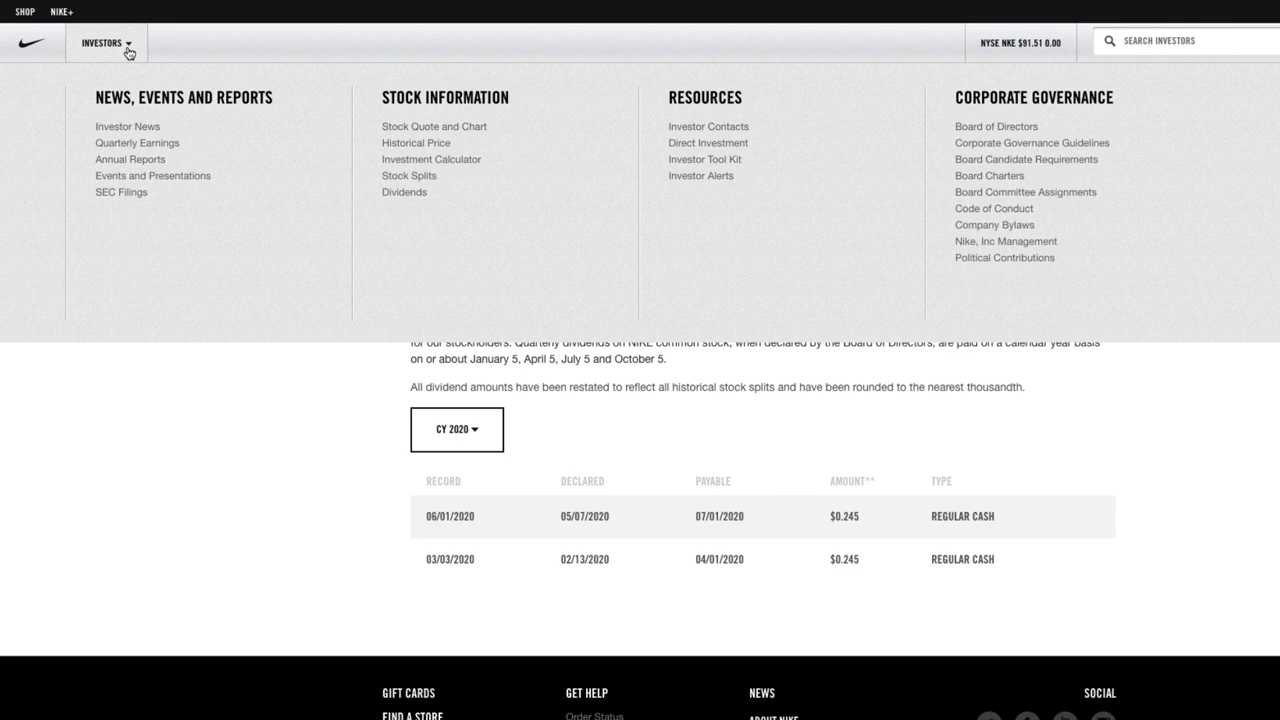 SHOP NIKE+
INVESTORS
NYSE NKE $91.51 0.00
SEARCH INVESTORS
NEWS, EVENTS AND REPORTS
Investor News
Quarterly Earnings
Annual Reports
Events and Presentations
SEC Filings
STOCK INFORMATION
Stock Quote and Chart
Historical Price
Investment Calculator
Stock Splits
Dividends
RESOURCES
Investor Contacts
Direct Investment
Investor Tool Kit
Investor Alerts
CORPORATE GOVERNANCE
Board of Directors
Corporate Governance Guidelines
Board Candidate Requirements
Board Charters
Board Committee Assignments
Code of Conduct
Company Bylaws
Nike, Inc Management
Political Contributions
for our stockholders. Quarterly dividends on NIKE common stock, when declared by the Board of Directors, are paid on a calendar year basis
on or about January 5, April 5, July 5 and October 5.
All dividend amounts have been restated to reflect all historical stock splits and have been rounded to the nearest thousandth.
CY 2020
RECORD DECLARED PAYABLE AMOUNT** TYPE
06/01/2020 05/07/2020 07/01/2020 $0.245 REGULAR CASH
03/03/2020 02/13/2020 04/01/2020 $0.245 REGULAR CASH
GIFT CARDS GET HELP NEWS SOCIAL
FIND A STORE Order Status ABOUT NIKE